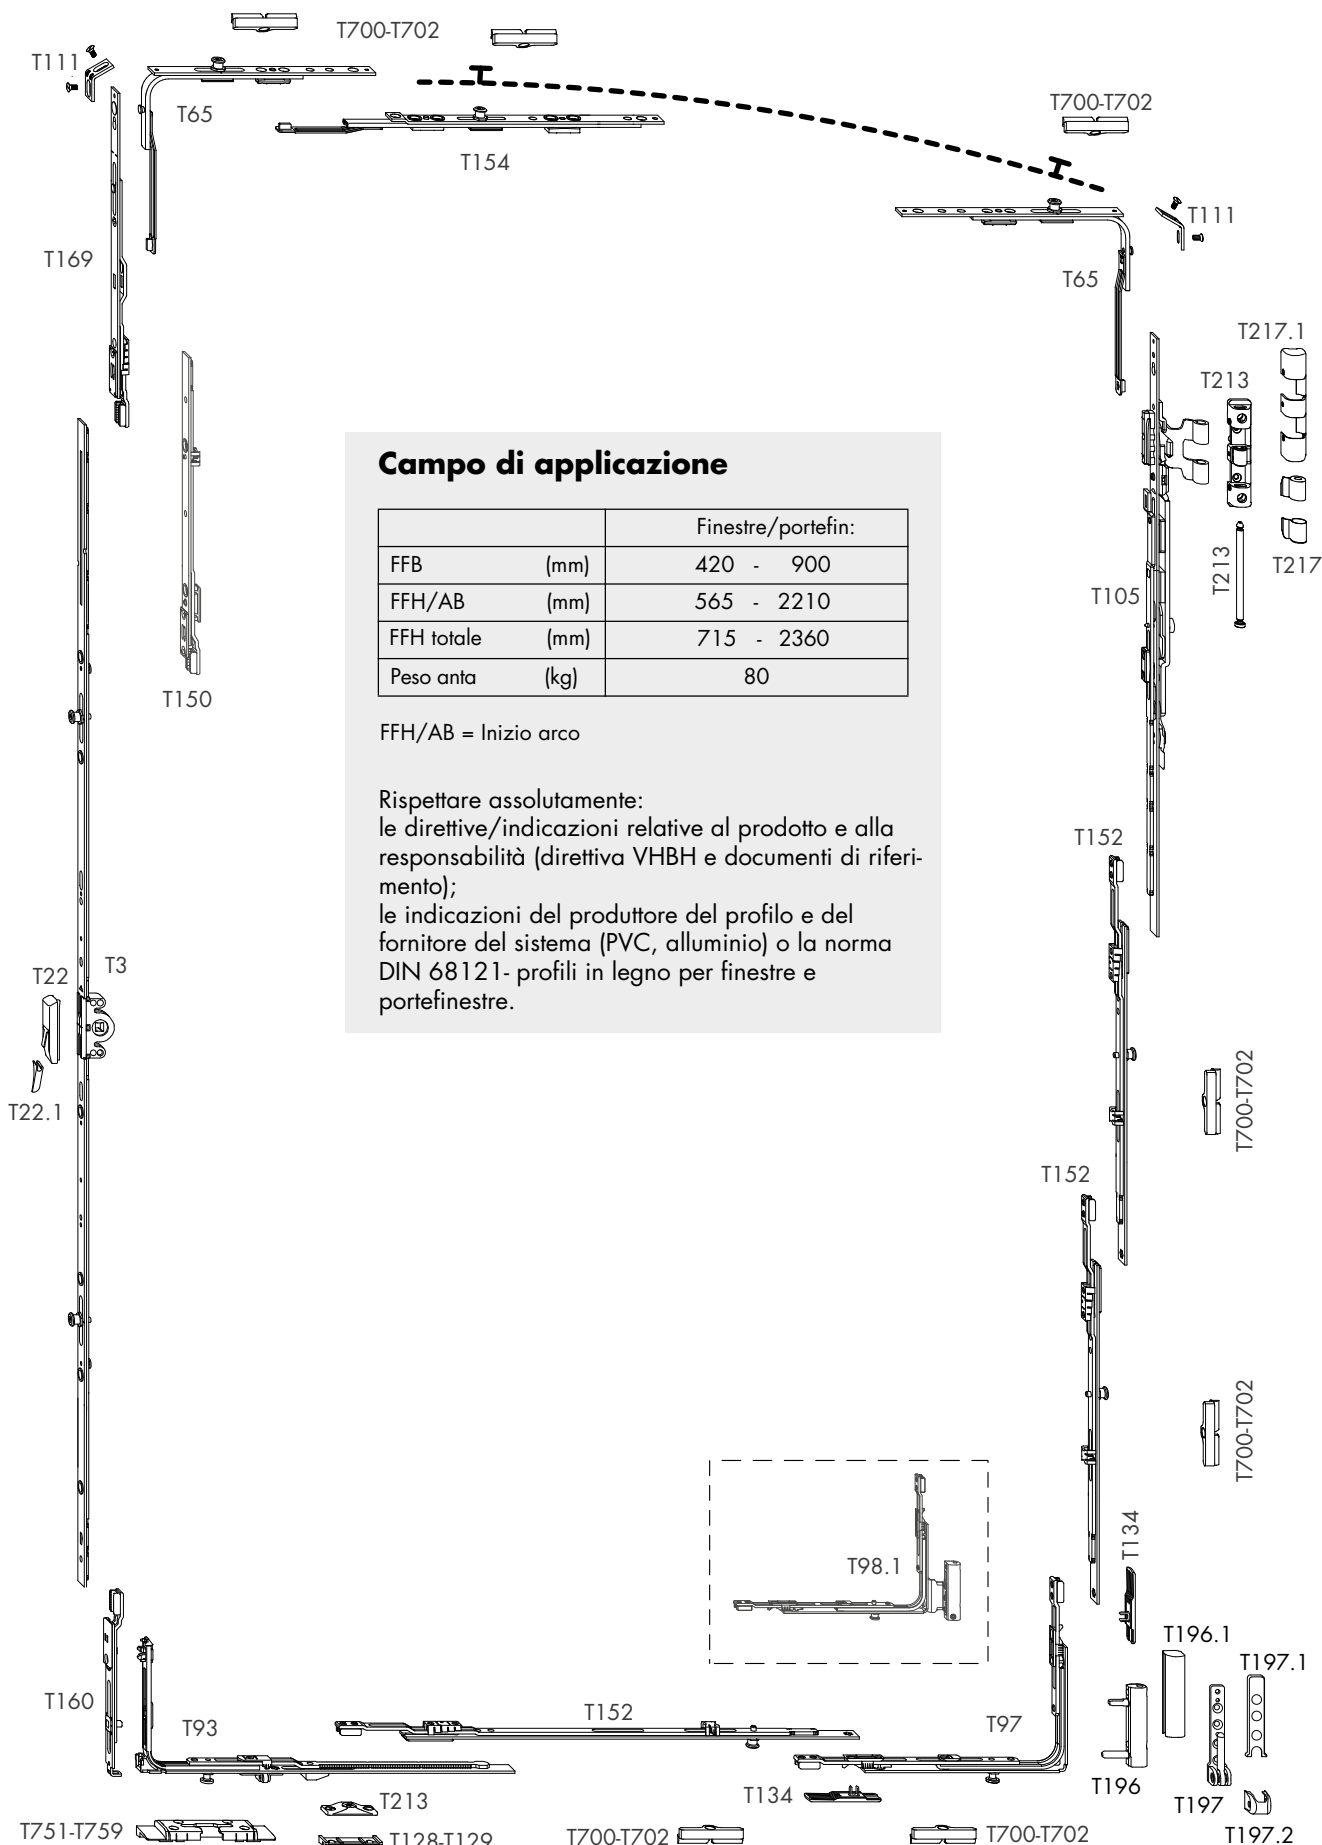 T700-T702
T111
T65
T154
T700-T702
T111
T169
T65
T217.1
T213
T213
T217
T105
T150
Campo di applicazione
Finestre/portefin:
FFB (mm) 420 - 900
FFH/AB (mm) 565 - 2210
FFH totale (mm) 715 - 2360
Peso anta (kg) 80
FFH/AB = Inizio arco
Rispettare assolutamente:
le direttive/indicazioni relative al prodotto e alla
responsabilità (direttiva VHBH e documenti di riferi-
mento);
le indicazioni del produttore del profilo e del
fornitore del sistema (PVC, alluminio) o la norma
DIN 68121- profili in legno per finestre e
portefinestre.
T152
T22
T3
T22.1
T700-T702
T152
T700-T702
T134
T98.1
T196.1
T197.1
T160
T93
T152
T97
T196
T197
T197.2
T134
T213
T751-T759
T128-T129
T700-T702
T700-T702